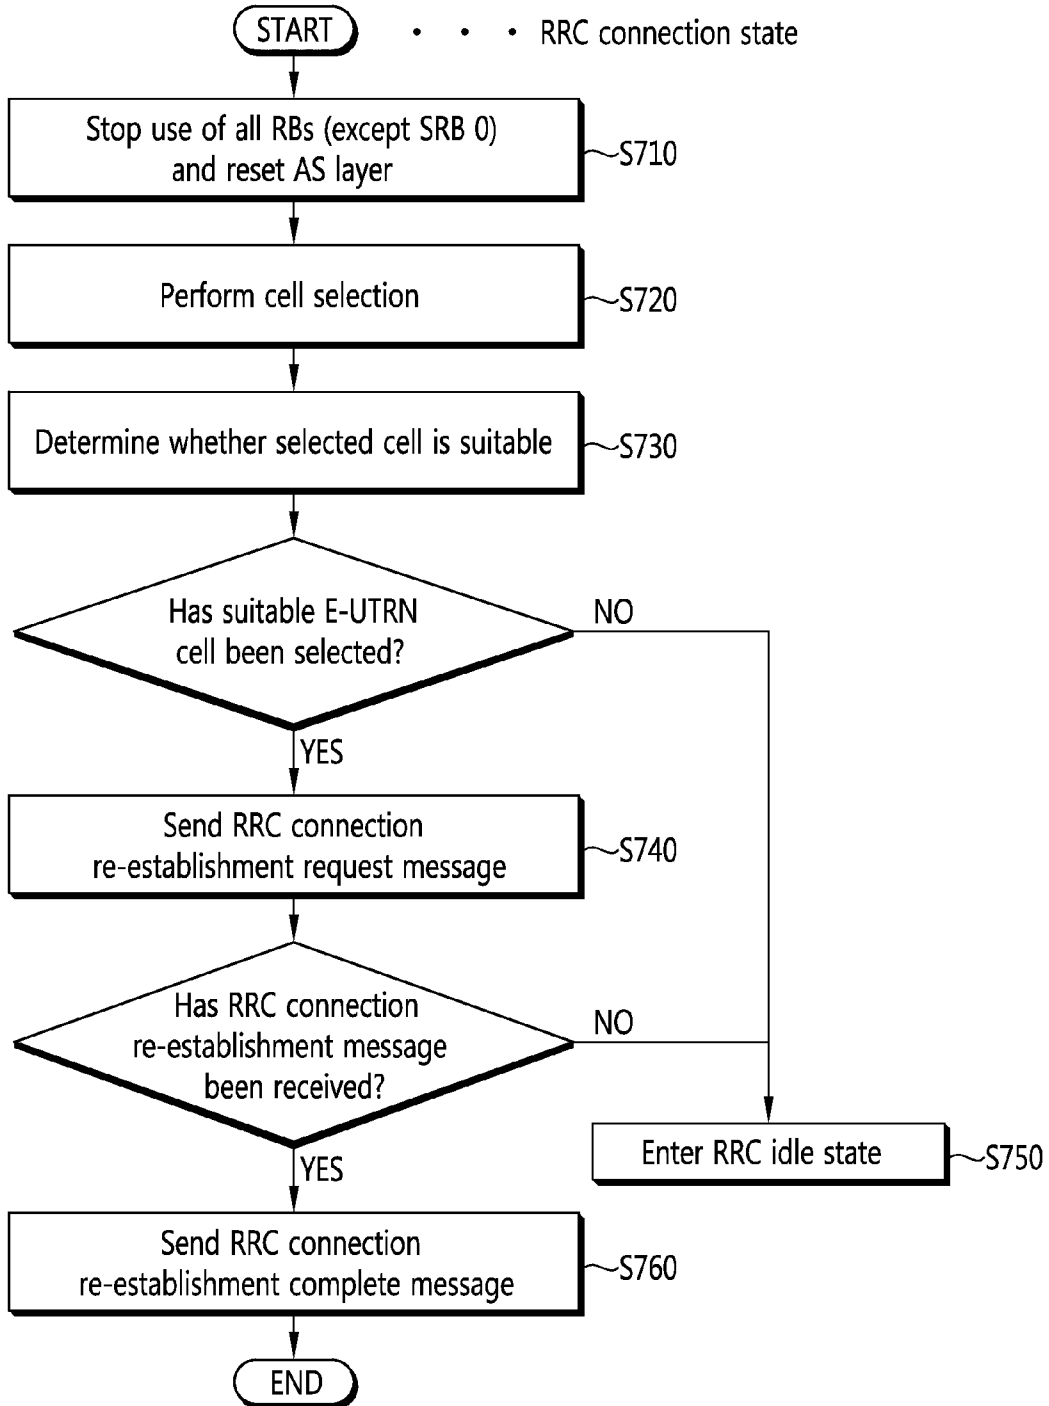 START
· · · RRC connection state
Stop use of all RBs (except SRB 0)
and reset AS layer
S710
Perform cell selection
S720
Determine whether selected cell is suitable
S730
Has suitable E-UTRN
cell been selected?
NO
YES
Send RRC connection
re-establishment request message
S740
Has RRC connection
re-establishment message
been received?
NO
YES
Enter RRC idle state
S750
Send RRC connection
re-establishment complete message
S760
END